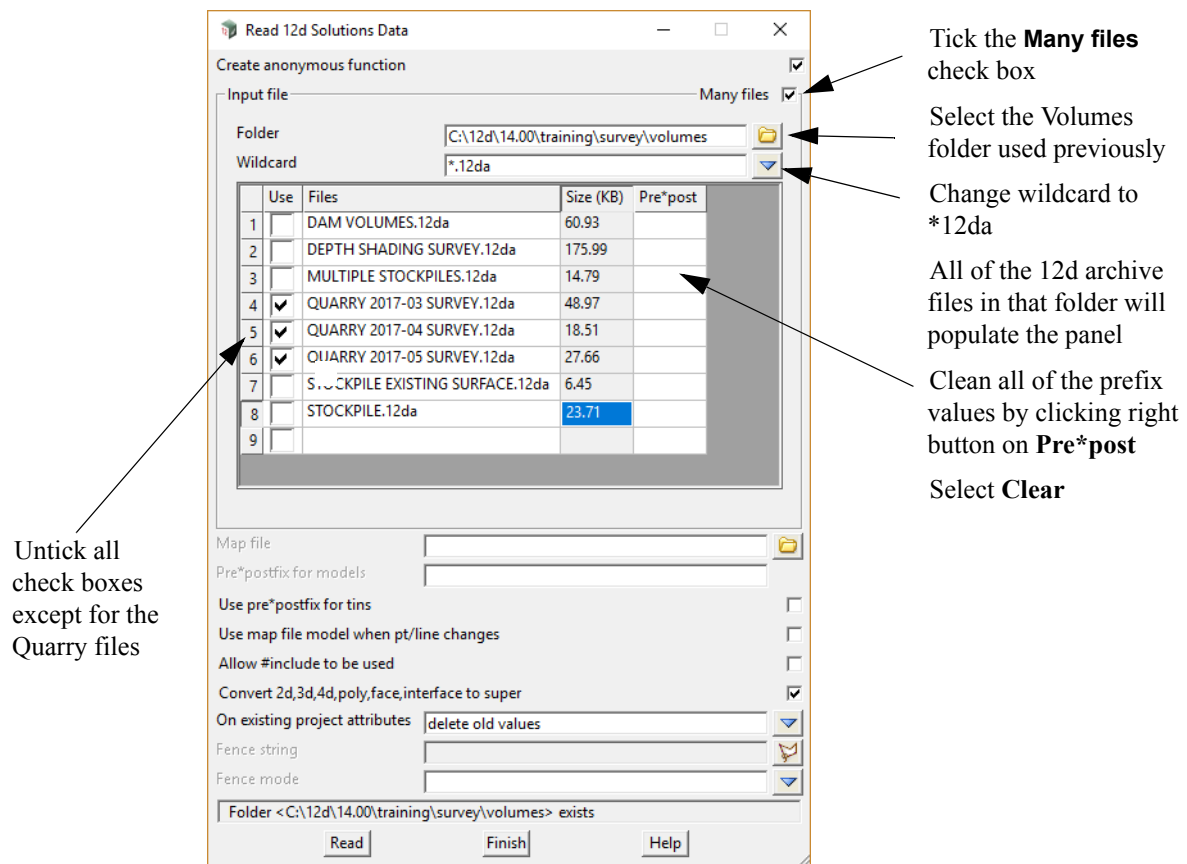 Read 12d Solutions Data
Create anonymous function
Input file
Many files
Folder
C:\12d\14.00\training\survey\volumes
Wildcard
*.12da
Use Files Size (KB) Pre*post
1 DAM VOLUMES.12da 60.93
2 DEPTH SHADING SURVEY.12da 175.99
3 MULTIPLE STOCKPILES.12da 14.79
4 QUARRY 2017-03 SURVEY.12da 48.97
5 QUARRY 2017-04 SURVEY.12da 18.51
6 QUARRY 2017-05 SURVEY.12da 27.66
7 STOCKPILE EXISTING SURFACE.12da 6.45
8 STOCKPILE.12da 23.71
9
Map file
Pre*postfix for models
Use pre*postfix for tins
Use map file model when pt/line changes
Allow #include to be used
Convert 2d,3d,4d,poly,face,interface to super
On existing project attributes delete old values
Fence string
Fence mode
Folder <C:\12d\14.00\training\survey\volumes> exists
Read Finish Help
Tick the Many files
check box
Select the Volumes
folder used previously
Change wildcard to
*12da
All of the 12d archive
files in that folder will
populate the panel
Clean all of the prefix
values by clicking right
button on Pre*post
Select Clear
Untick all
check boxes
except for the
Quarry files